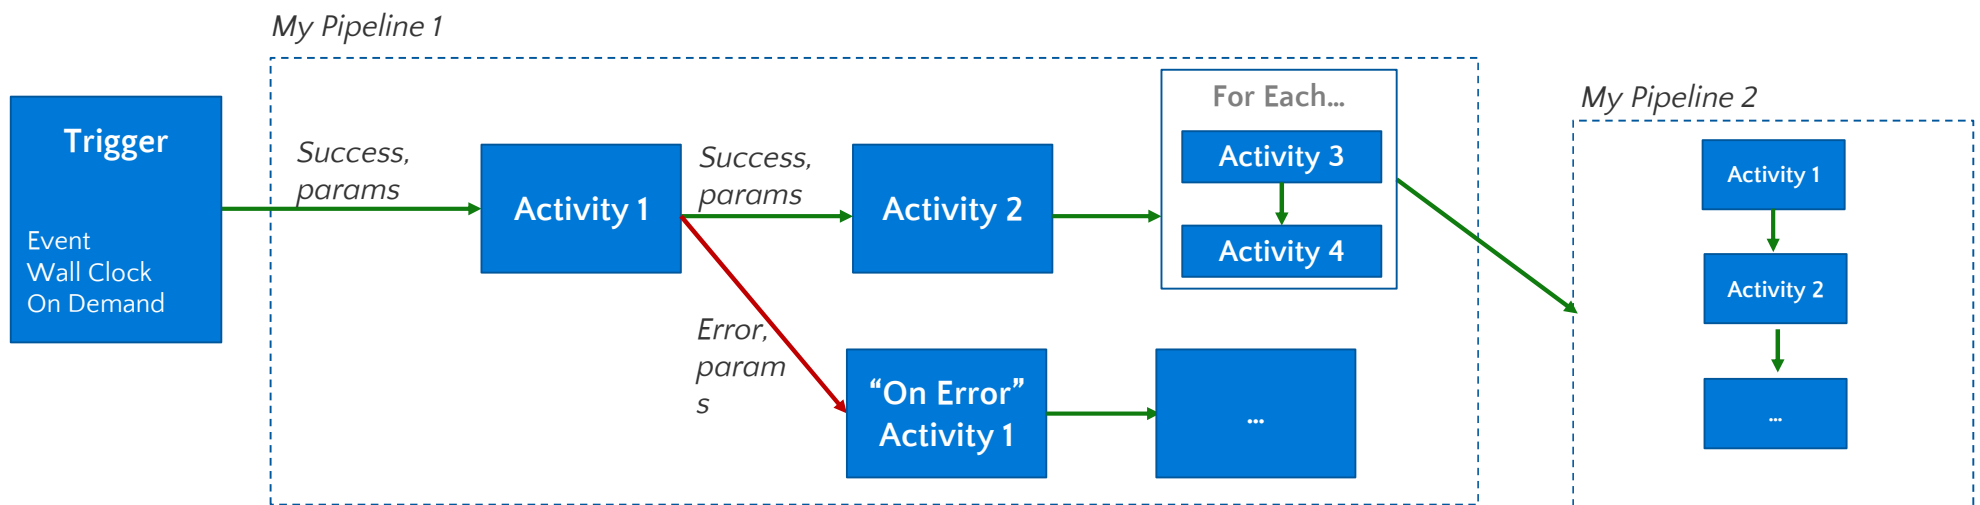 My Pipeline 1
Trigger
Event
Wall Clock
On Demand
Success,
params
Activity 1
Success,
params
Activity 2
For Each…
Activity 3
Activity 4
Error,
param
s
“On Error”
Activity 1
…
My Pipeline 2
Activity 1
Activity 2
…